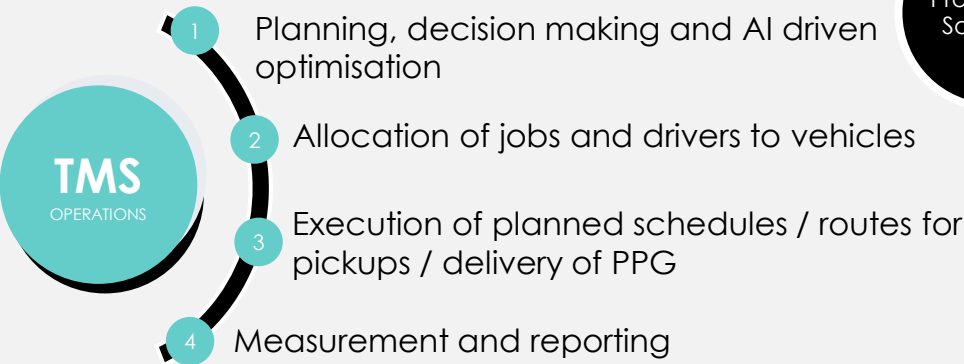 1
Planning, decision making and AI driven
optimisation
2
Allocation of jobs and drivers to vehicles
TMS
OPERATIONS
3
Execution of planned schedules / routes for
pickups / delivery of PPG
4
Measurement and reporting